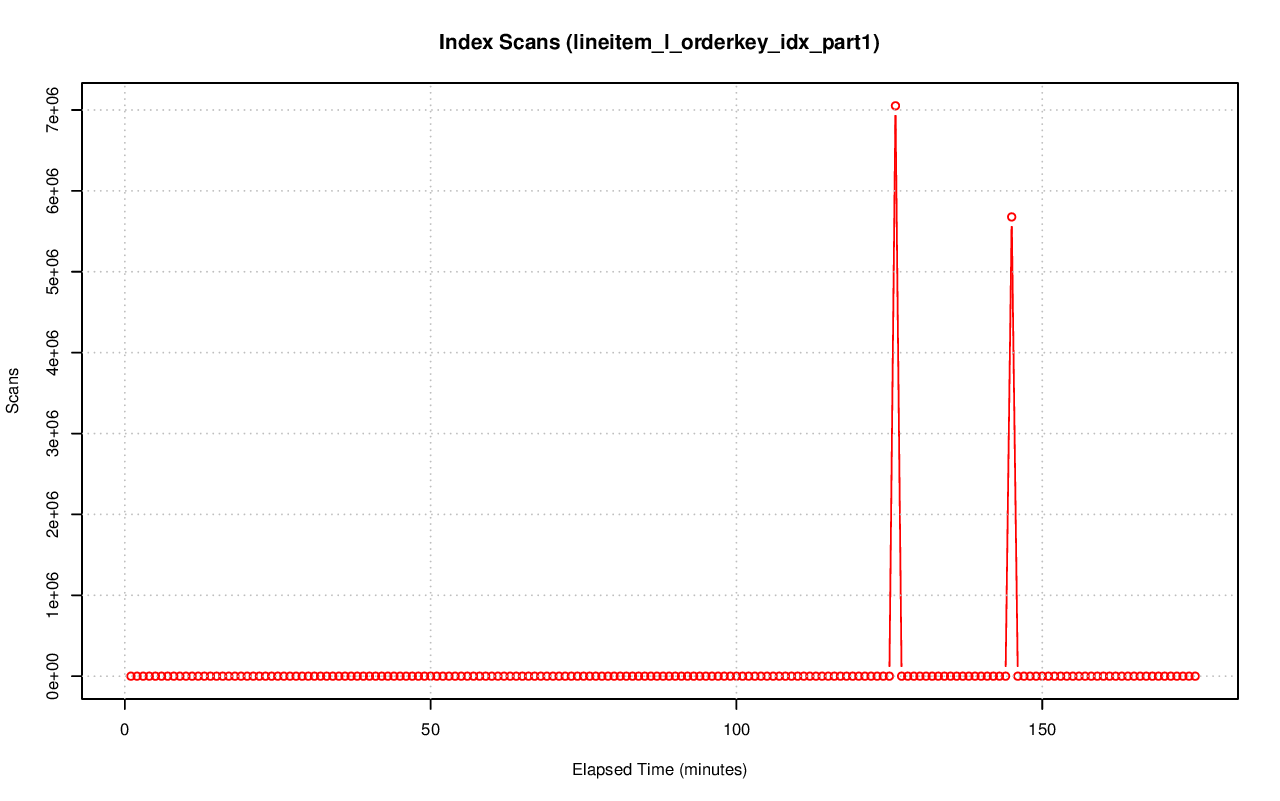 Index Scans (lineitem_l_orderkey_idx_part1)
7e+06
6e+06
5e+06
4e+06
3e+06
2e+06
1e+06
0e+00
Scans
0 50 100 150
Elapsed Time (minutes)